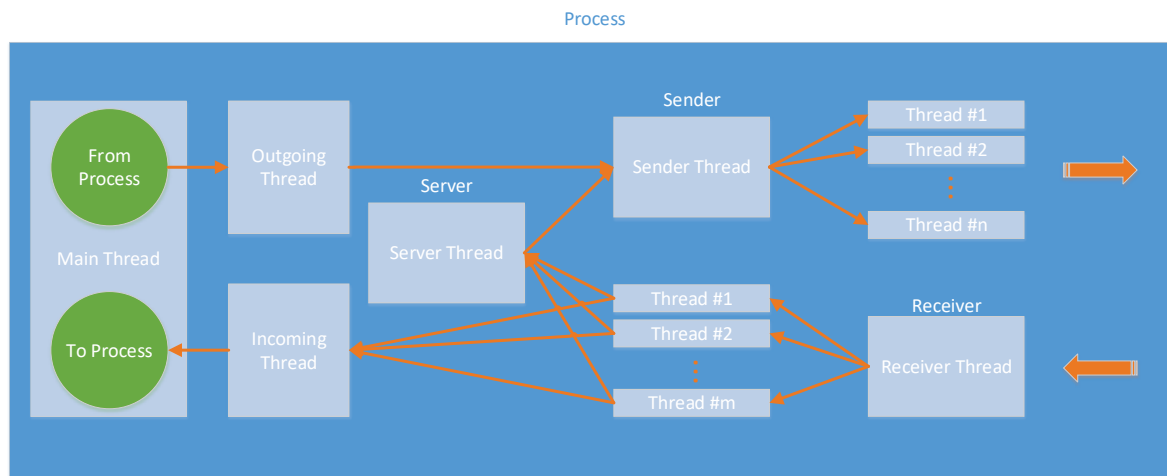 Process
Sender
Thread #1
From
Process
Outgoing
Thread
Sender Thread
Thread #2
Server
Thread #n
Main Thread
Server Thread
Thread #1
Receiver
To Process
Incoming
Thread
Thread #2
Receiver Thread
Thread #m